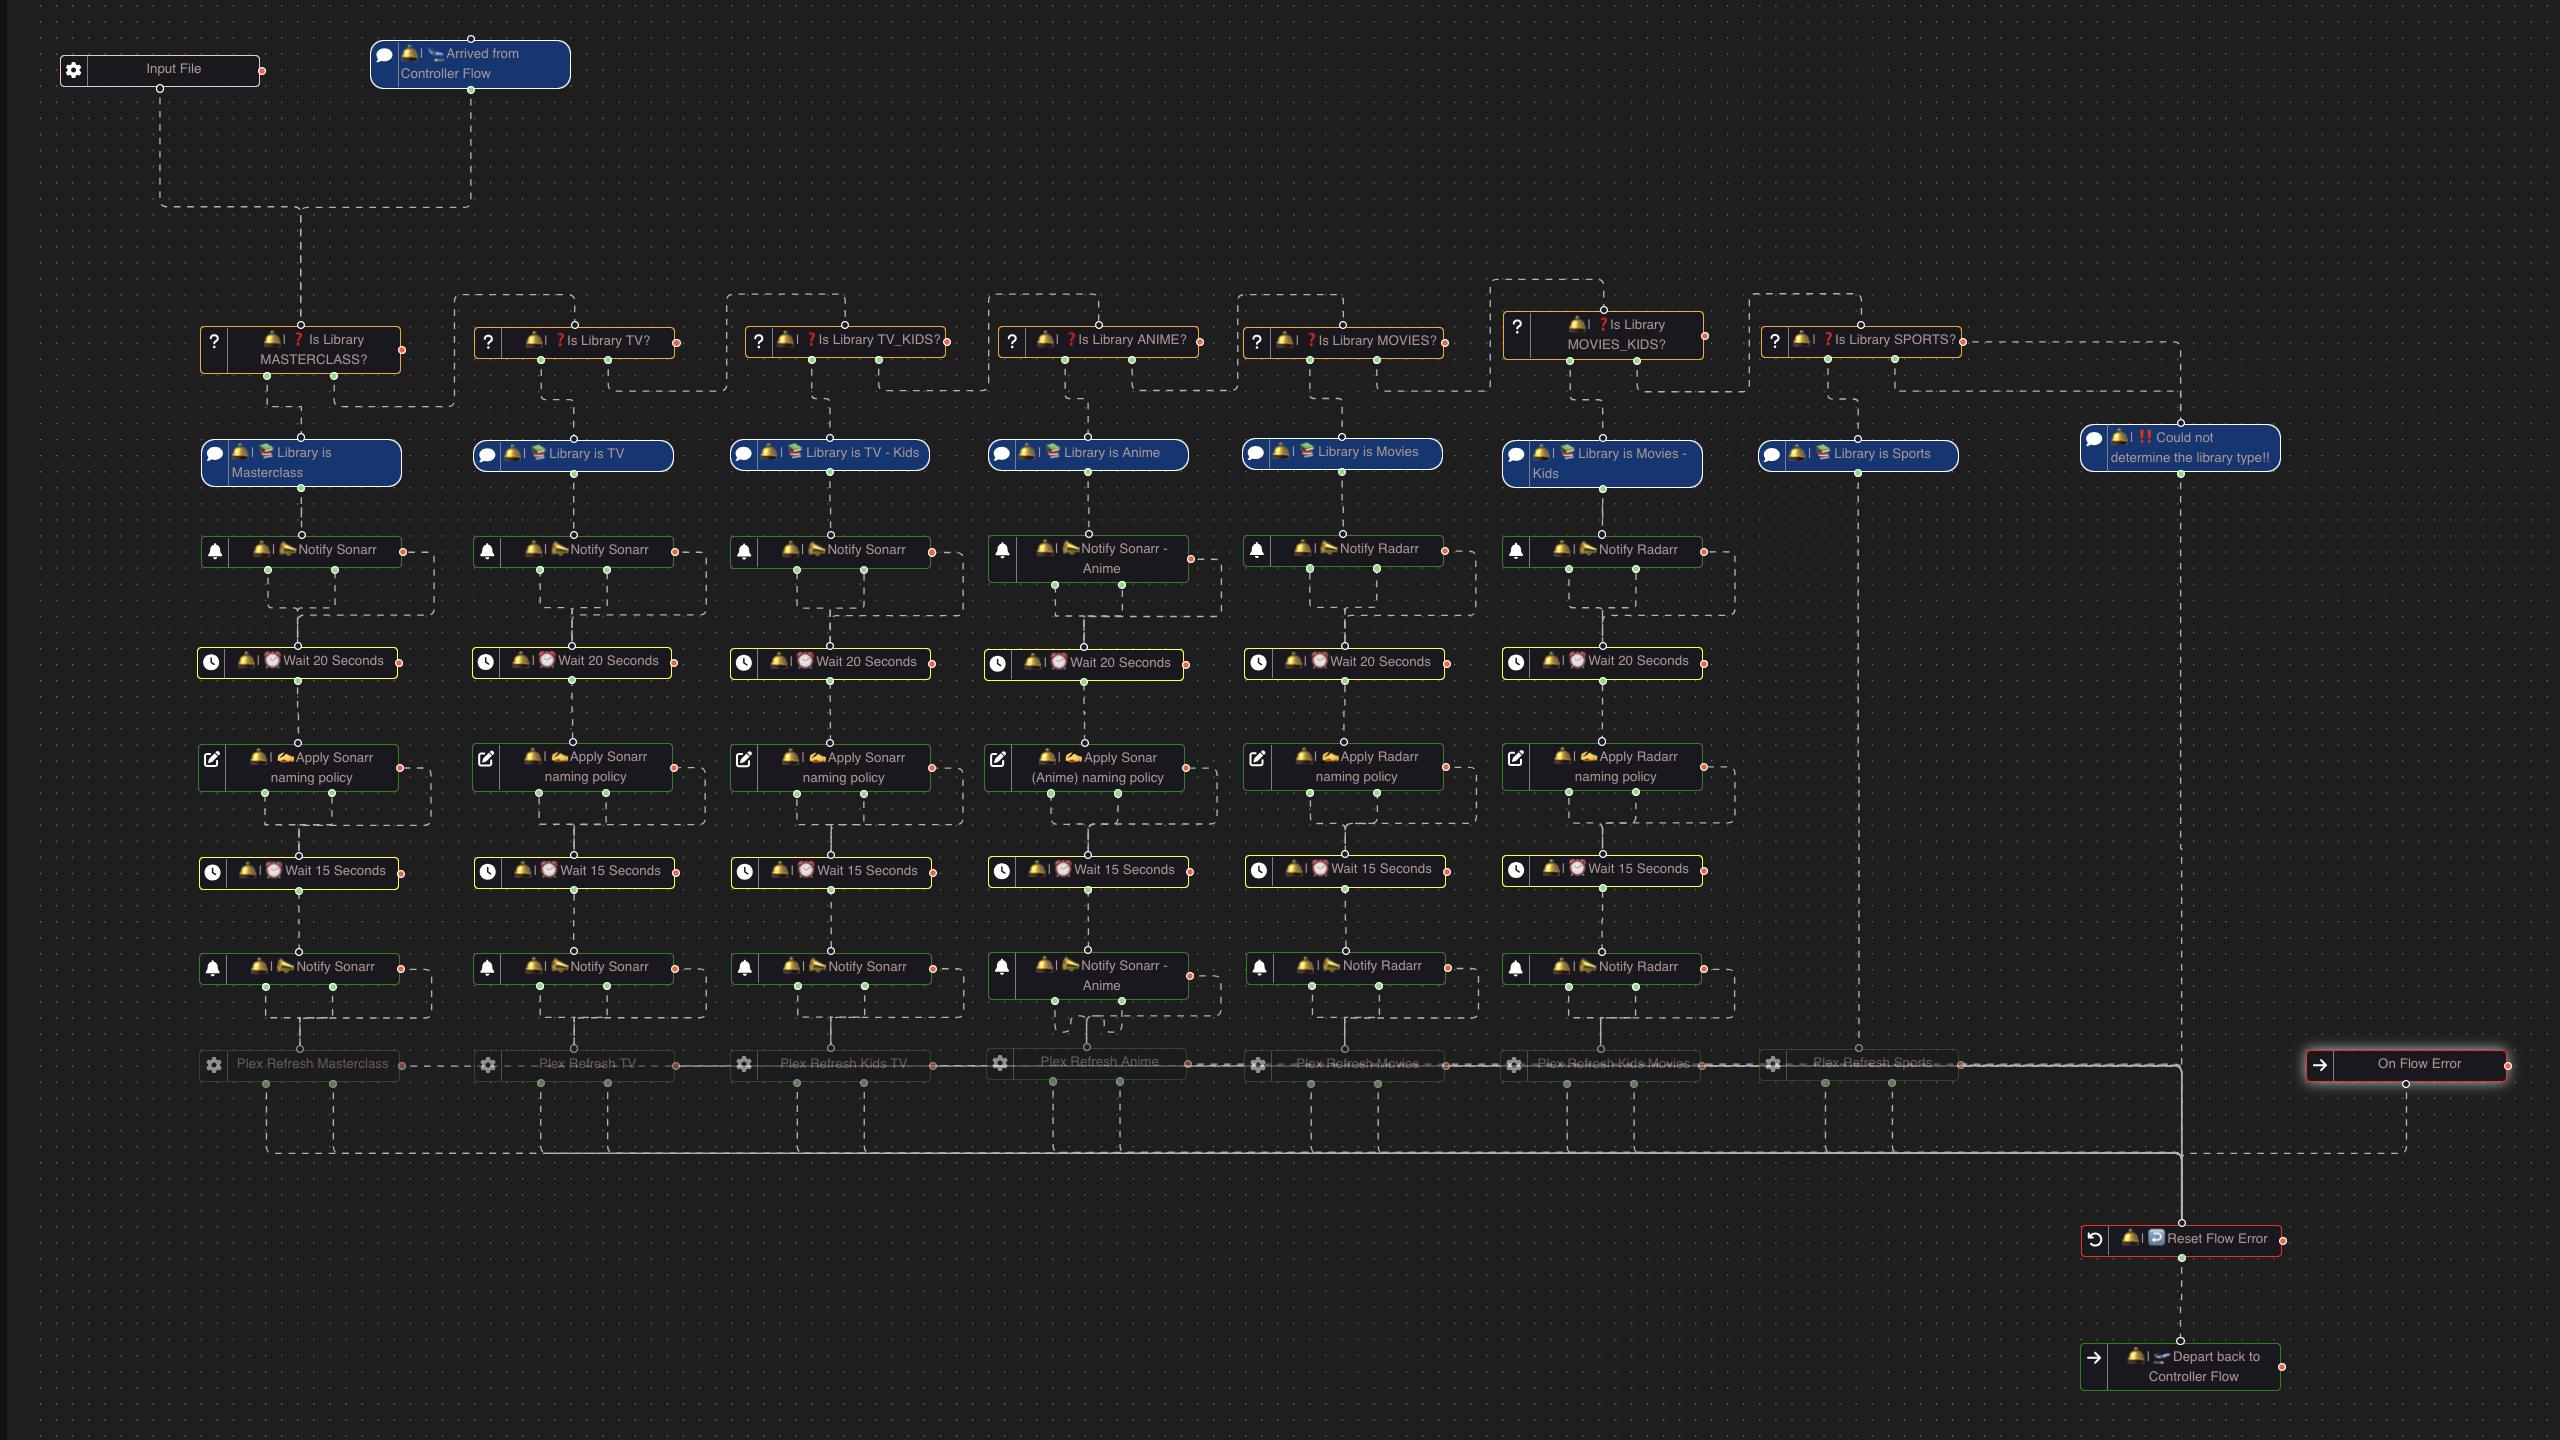 Input File
Arrived from
Controller Flow
Is Library
MASTERCLASS?
Is Library TV?
Is Library TV_KIDS?
Is Library ANIME?
Is Library MOVIES?
Is Library
MOVIES_KIDS?
Is Library SPORTS?
Library is
Masterclass
Library is TV
Library is TV - Kids
Library is Anime
Library is Movies
Library is Movies -
Kids
Library is Sports
Could not
determine the library type!!
Notify Sonarr
Notify Sonarr
Notify Sonarr
Notify Sonarr -
Anime
Notify Radarr
Notify Radarr
Wait 20 Seconds
Wait 20 Seconds
Wait 20 Seconds
Wait 20 Seconds
Wait 20 Seconds
Wait 20 Seconds
Apply Sonarr
naming policy
Apply Sonarr
naming policy
Apply Sonarr
naming policy
Apply Sonar
(Anime) naming policy
Apply Radarr
naming policy
Apply Radarr
naming policy
Wait 15 Seconds
Wait 15 Seconds
Wait 15 Seconds
Wait 15 Seconds
Wait 15 Seconds
Wait 15 Seconds
Notify Sonarr
Notify Sonarr
Notify Sonarr
Notify Sonarr -
Anime
Notify Radarr
Notify Radarr
Plex Refresh Masterclass
Plex Refresh TV
Plex Refresh Kids TV
Plex Refresh Anime
Plex Refresh Movies
Plex Refresh Kids Movies
Plex Refresh Sports
On Flow Error
Reset Flow Error
Depart back to
Controller Flow